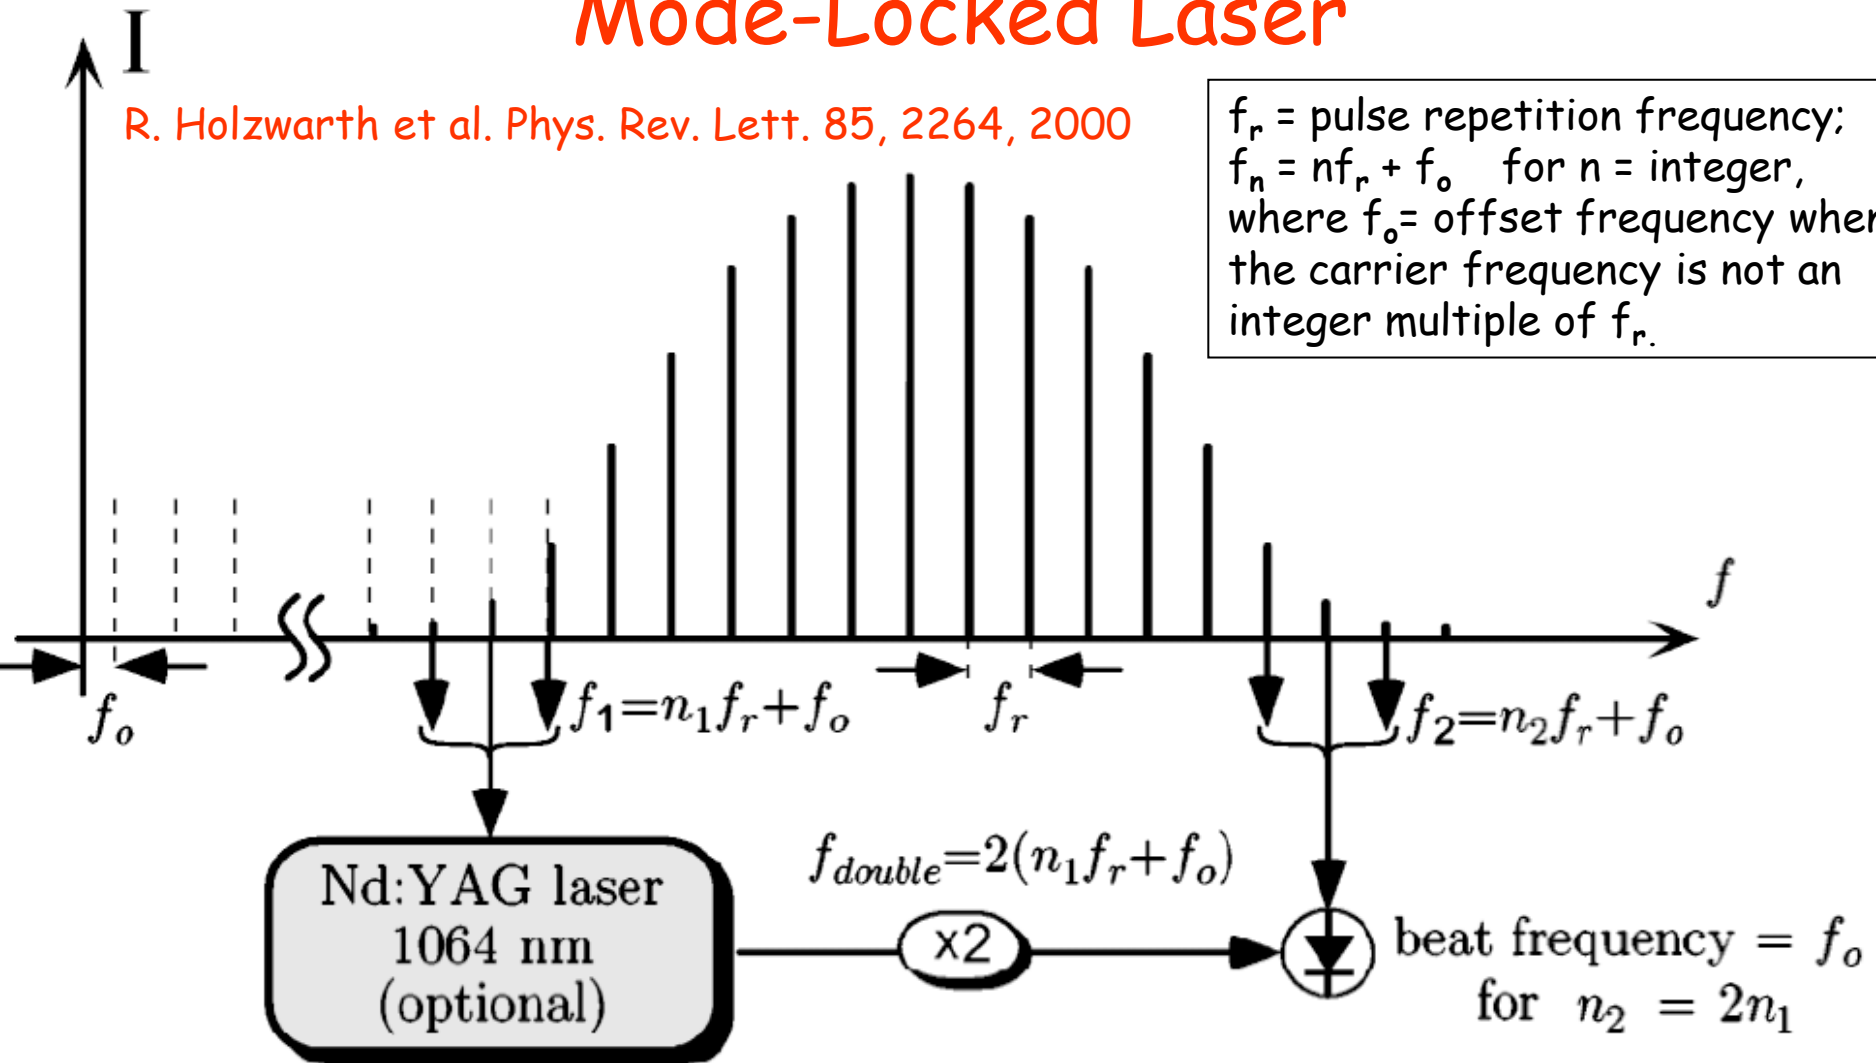 Mode-Locked Laser
I
R. Holzwarth et al. Phys. Rev. Lett. 85, 2264, 2000
fᵣ = pulse repetition frequency;
fₙ = nfᵣ + fₒ for n = integer,
where fₒ= offset frequency when
the carrier frequency is not an
integer multiple of fᵣ.
f
fₒ
f₁=n₁fᵣ+fₒ
fᵣ
f₂=n₂fᵣ+fₒ
f_double=2(n₁fᵣ+fₒ)
Nd:YAG laser
1064 nm
(optional)
x2
beat frequency = fₒ
for n₂ = 2n₁